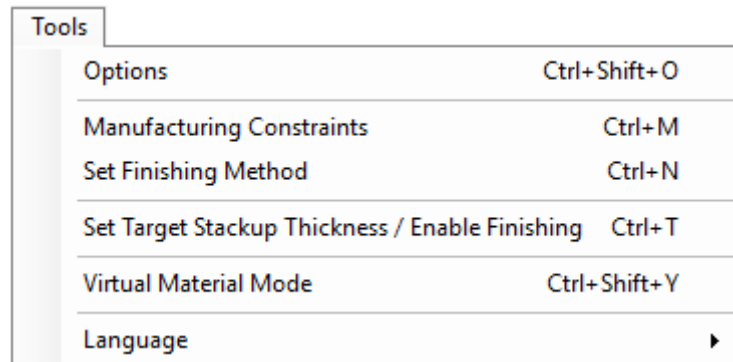 Tools
Options Ctrl+Shift+O
Manufacturing Constraints Ctrl+M
Set Finishing Method Ctrl+N
Set Target Stackup Thickness / Enable Finishing Ctrl+T
Virtual Material Mode Ctrl+Shift+Y
Language